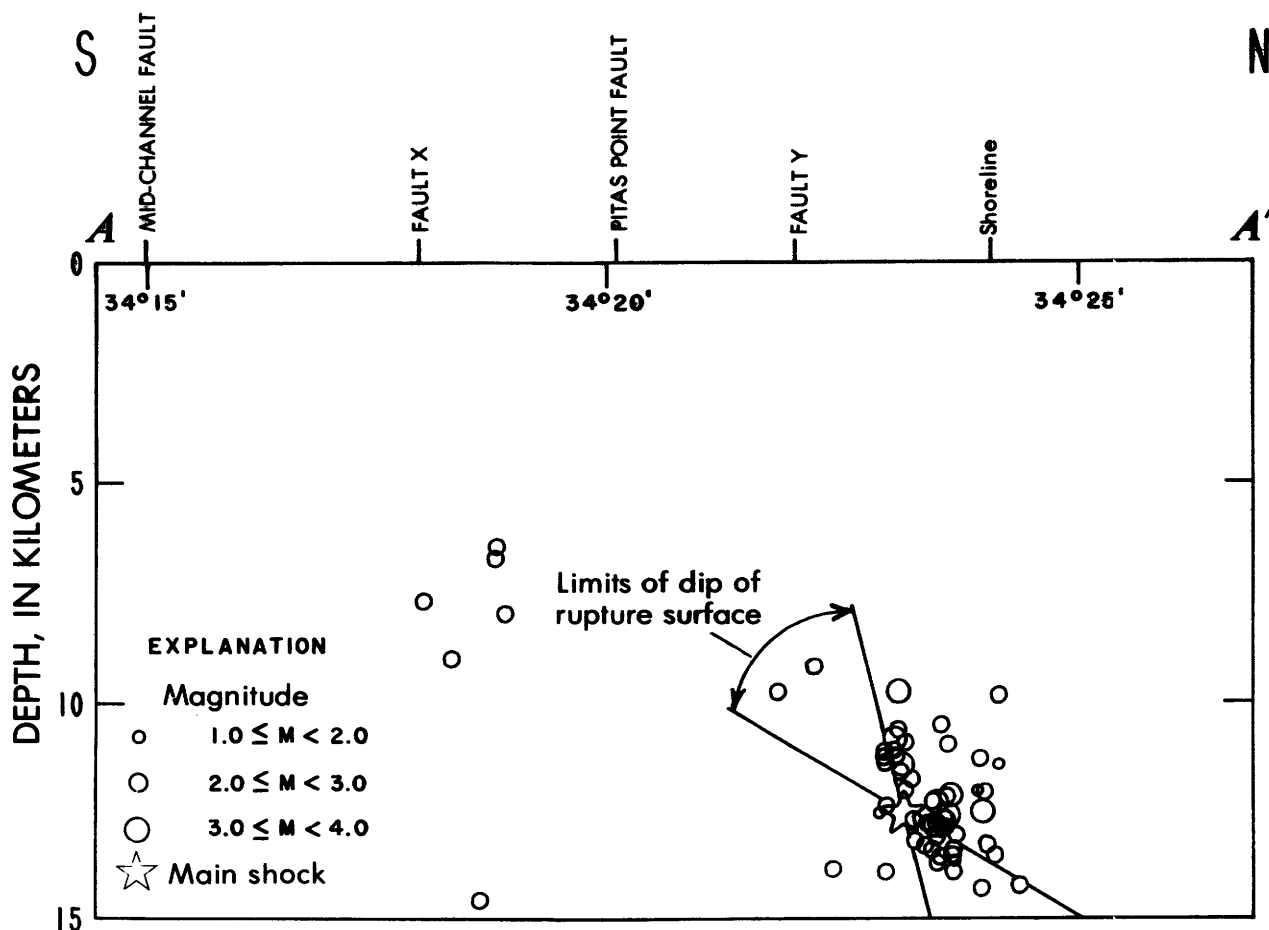 S
N
MID-CHANNEL FAULT
FAULT X
PITAS POINT FAULT
FAULT Y
Shoreline
A
A'
0
34°15'
34°20'
34°25'
DEPTH, IN KILOMETERS
5
10
15
Limits of dip of
rupture surface
EXPLANATION
Magnitude
1.0 ≤ M < 2.0
2.0 ≤ M < 3.0
3.0 ≤ M < 4.0
Main shock